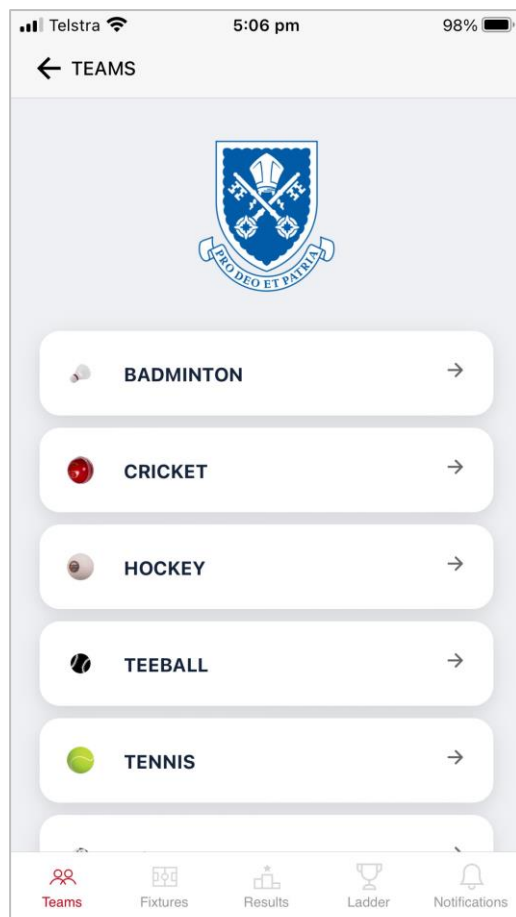 Telstra 5:06 pm 98%
TEAMS
PRO DEO ET PATRIA
BADMINTON
CRICKET
HOCKEY
TEEBALL
TENNIS
Teams Fixtures Results Ladder Notifications